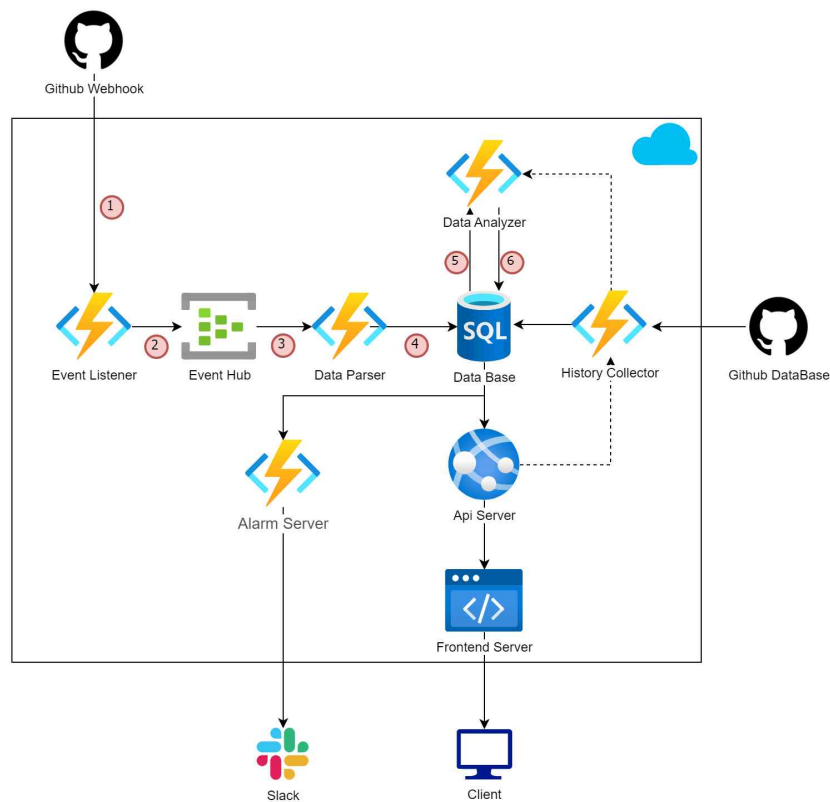 Github Webhook
1
Data Analyzer
5
6
2
3
4
SQL
Event Listener
Event Hub
Data Parser
Data Base
History Collector
Github DataBase
Alarm Server
Api Server
</>
Frontend Server
Slack
Client